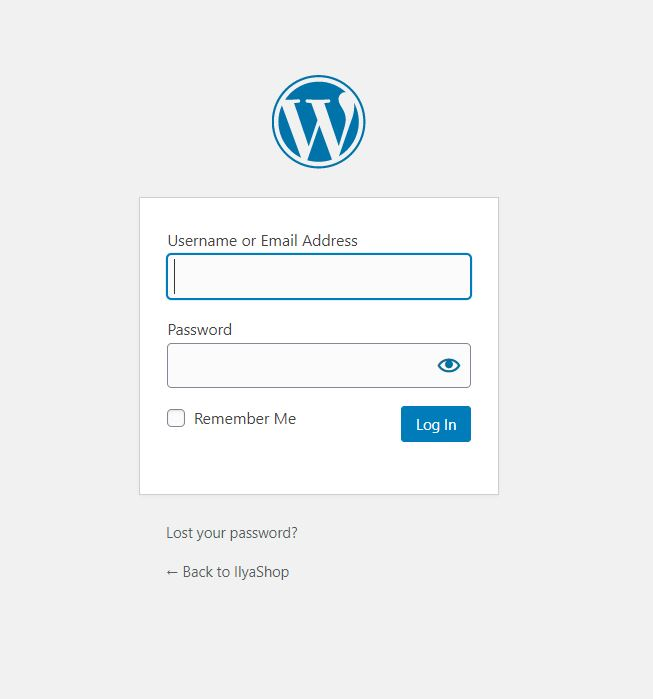 Username or Email Address
Password
Remember Me
Log In
Lost your password?
← Back to IlyaShop